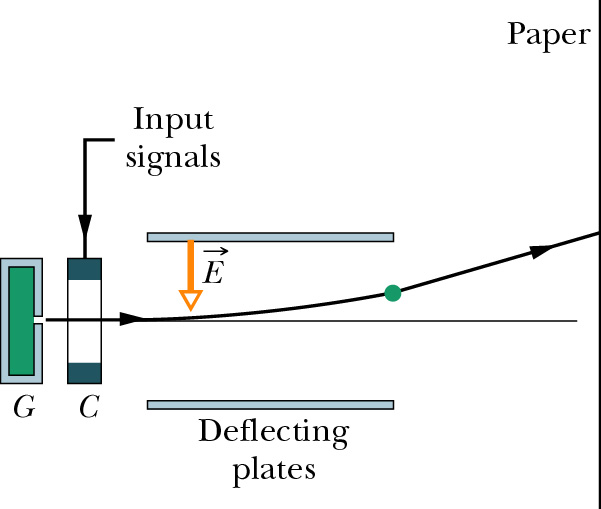 Paper
Input
signals
E
G
C
Deflecting
plates